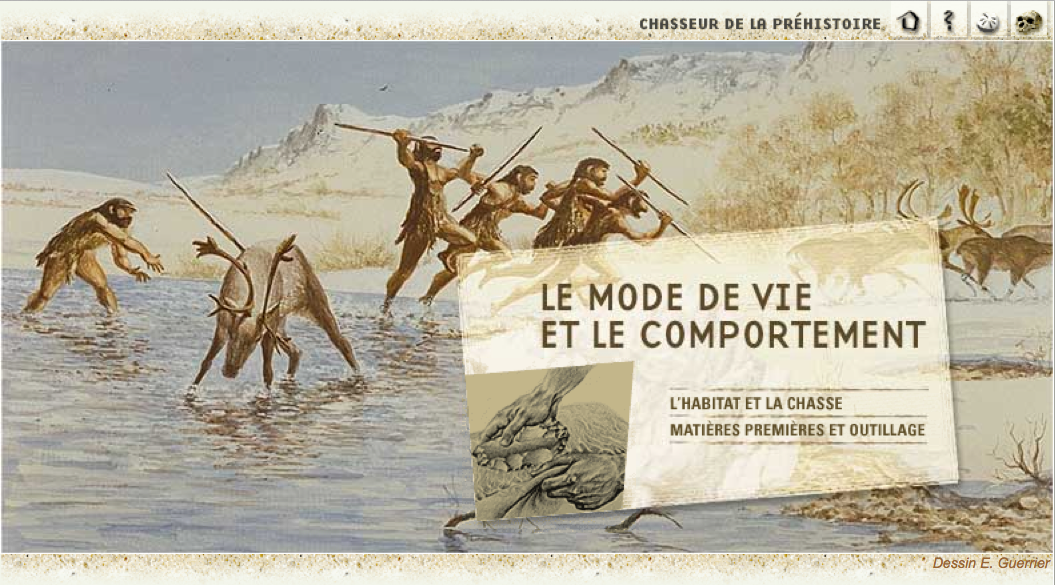 CHASSEUR DE LA PRÉHISTOIRE
LE MODE DE VIE
ET LE COMPORTEMENT
L'HABITAT ET LA CHASSE
MATIÈRES PREMIÈRES ET OUTILLAGE
Dessin E. Guerrier